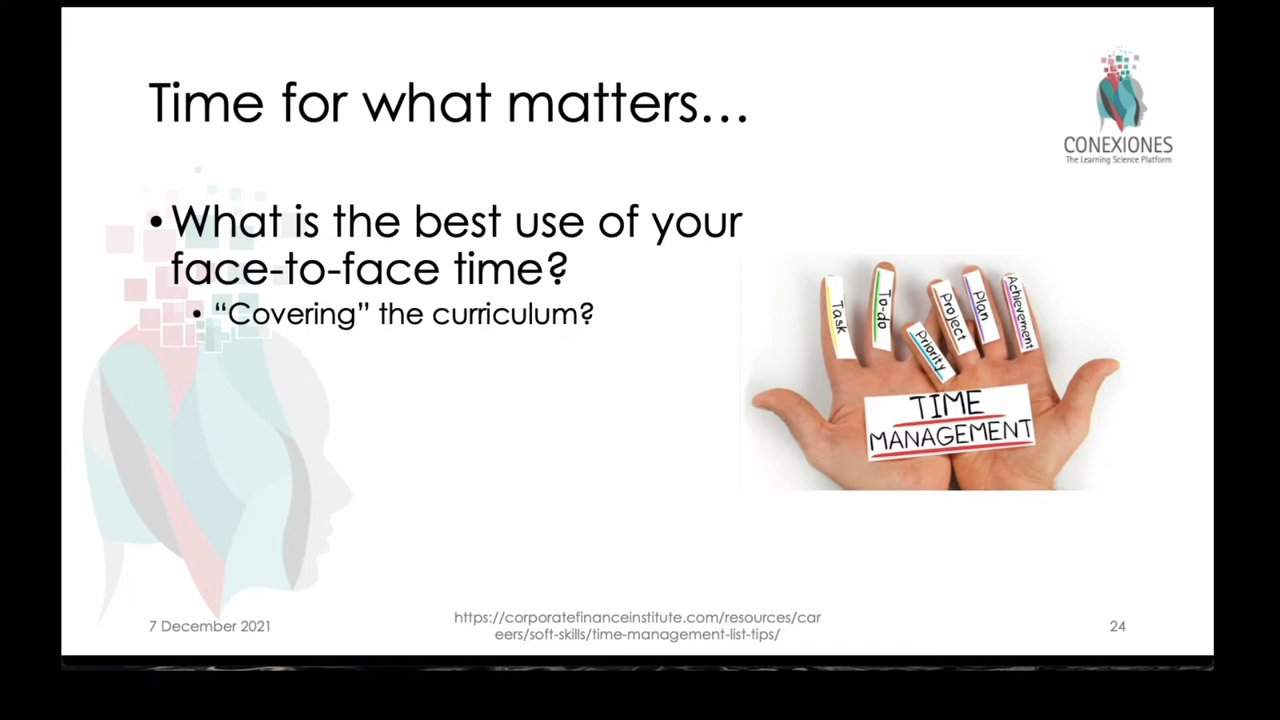 Time for what matters...
CONEXIONES
The Learning Science Platform
• What is the best use of your
face-to-face time?
• “Covering” the curriculum?
Task
To-do
Priority
Project
Plan
Achievement
TIME
MANAGEMENT
7 December 2021
https://corporatefinanceinstitute.com/resources/car
eers/soft-skills/time-management-list-tips/
24